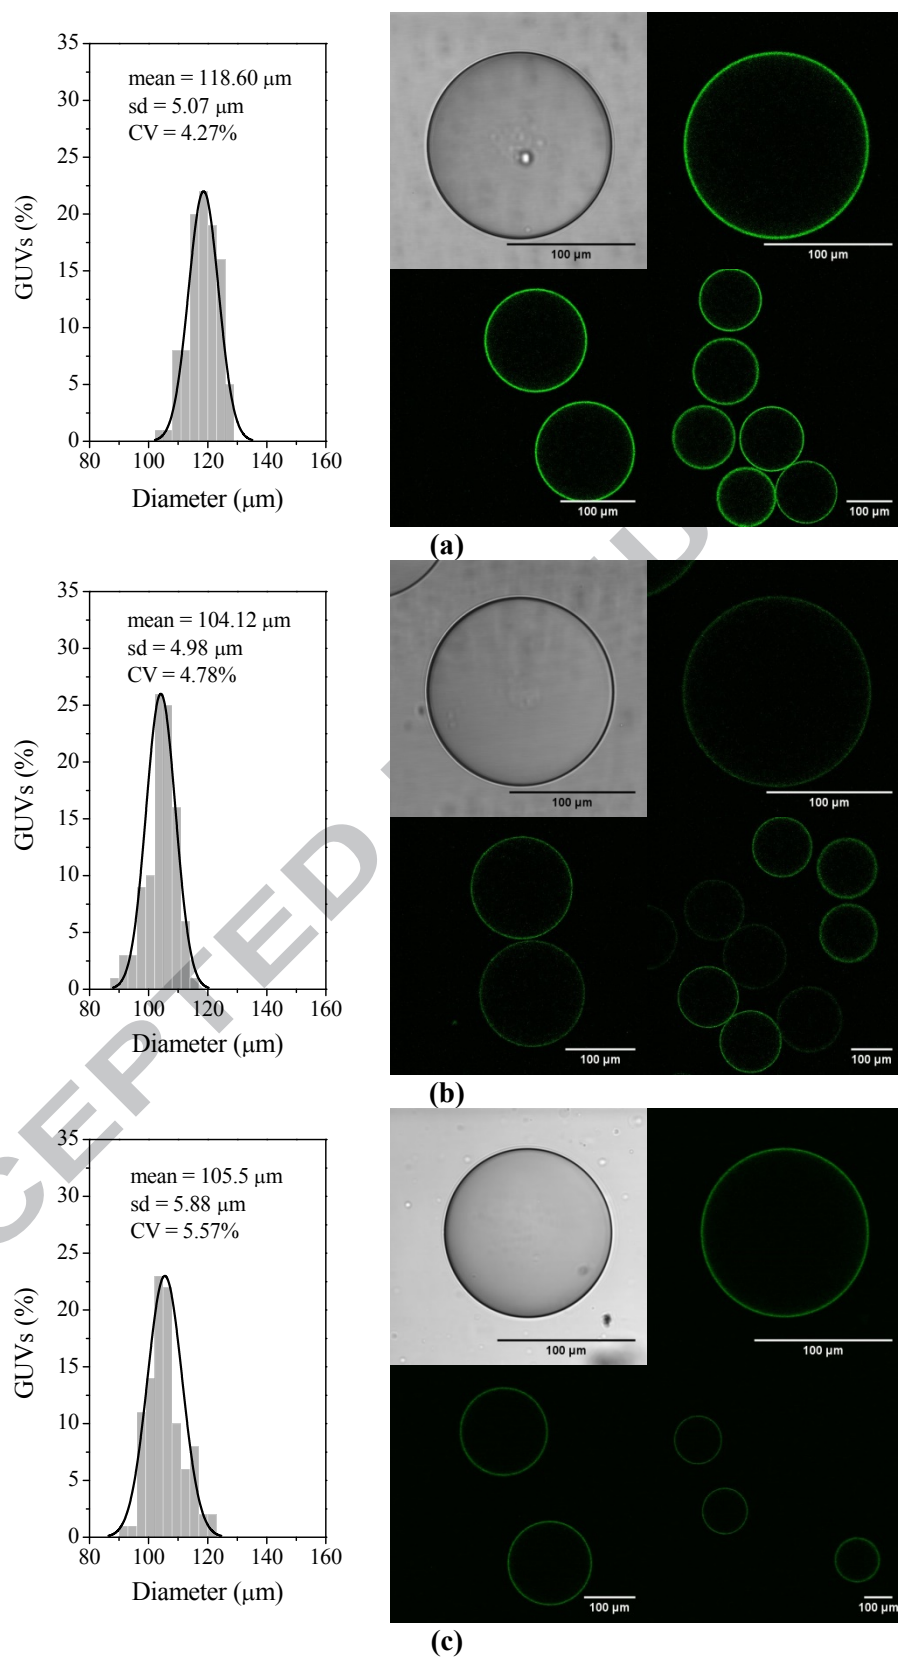 35
30
25
20
15
10
5
0
GUVs (%)
mean = 118.60 μm
sd = 5.07 μm
CV = 4.27%
80 100 120 140 160
Diameter (μm)
100 μm
100 μm
100 μm
100 μm
(a)
35
30
25
20
15
10
5
0
GUVs (%)
mean = 104.12 μm
sd = 4.98 μm
CV = 4.78%
80 100 120 140 160
Diameter (μm)
100 μm
100 μm
100 μm
100 μm
(b)
35
30
25
20
15
10
5
0
GUVs (%)
mean = 105.5 μm
sd = 5.88 μm
CV = 5.57%
80 100 120 140 160
Diameter (μm)
100 μm
100 μm
100 μm
100 μm
(c)
CEPTED